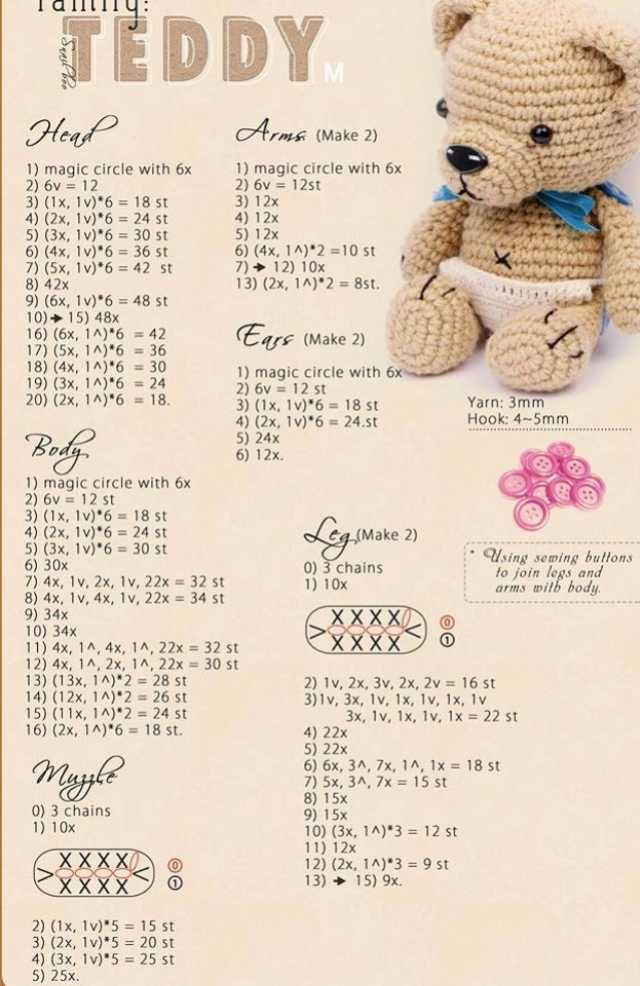 Family:
TEDDY
M
Head
1) magic circle with 6x
2) 6v = 12
3) (1x, 1v)*6 = 18 st
4) (2x, 1v)*6 = 24 st
5) (3x, 1v)*6 = 30 st
6) (4x, 1v)*6 = 36 st
7) (5x, 1v)*6 = 42 st
8) 42x
9) (6x, 1v)*6 = 48 st
10)➔ 15) 48x
16) (6x, 1^)*6 = 42
17) (5x, 1^)*6 = 36
18) (4x, 1^)*6 = 30
19) (3x, 1^)*6 = 24
20) (2x, 1^)*6 = 18.
Body
1) magic circle with 6x
2) 6v = 12 st
3) (1x, 1v)*6 = 18 st
4) (2x, 1v)*6 = 24 st
5) (3x, 1v)*6 = 30 st
6) 30x
7) 4x, 1v, 2x, 1v, 22x = 32 st
8) 4x, 1v, 4x, 1v, 22x = 34 st
9) 34x
10) 34x
11) 4x, 1^, 4x, 1^, 22x = 32 st
12) 4x, 1^, 2x, 1^, 22x = 30 st
13) (13x, 1^)*2 = 28 st
14) (12x, 1^)*2 = 26 st
15) (11x, 1^)*2 = 24 st
16) (2x, 1^)*6 = 18 st.
Muzzle
0) 3 chains
1) 10x
X X X X
0
X X X X
1
2) (1x, 1v)*5 = 15 st
3) (2x, 1v)*5 = 20 st
4) (3x, 1v)*5 = 25 st
5) 25x.
Arms (Make 2)
1) magic circle with 6x
2) 6v = 12st
3) 12x
4) 12x
5) 12x
6) (4x, 1^)*2 =10 st
7) ➔ 12) 10x
13) (2x, 1^)*2 = 8st.
Ears (Make 2)
1) magic circle with 6x
2) 6v = 12 st
3) (1x, 1v)*6 = 18 st
4) (2x, 1v)*6 = 24.st
5) 24x
6) 12x.
Leg (Make 2)
0) 3 chains
1) 10x
X X X X
0
X X X X
1
2) 1v, 2x, 3v, 2x, 2v = 16 st
3)1v, 3x, 1v, 1x, 1v, 1x, 1v
3x, 1v, 1x, 1v, 1x = 22 st
4) 22x
5) 22x
6) 6x, 3^, 7x, 1^, 1x = 18 st
7) 5x, 3^, 7x = 15 st
8) 15x
9) 15x
10) (3x, 1^)*3 = 12 st
11) 12x
12) (2x, 1^)*3 = 9 st
13) ➔ 15) 9x.
Yarn: 3mm
Hook: 4~5mm
* Using sewing buttons
to join legs and
arms with body.